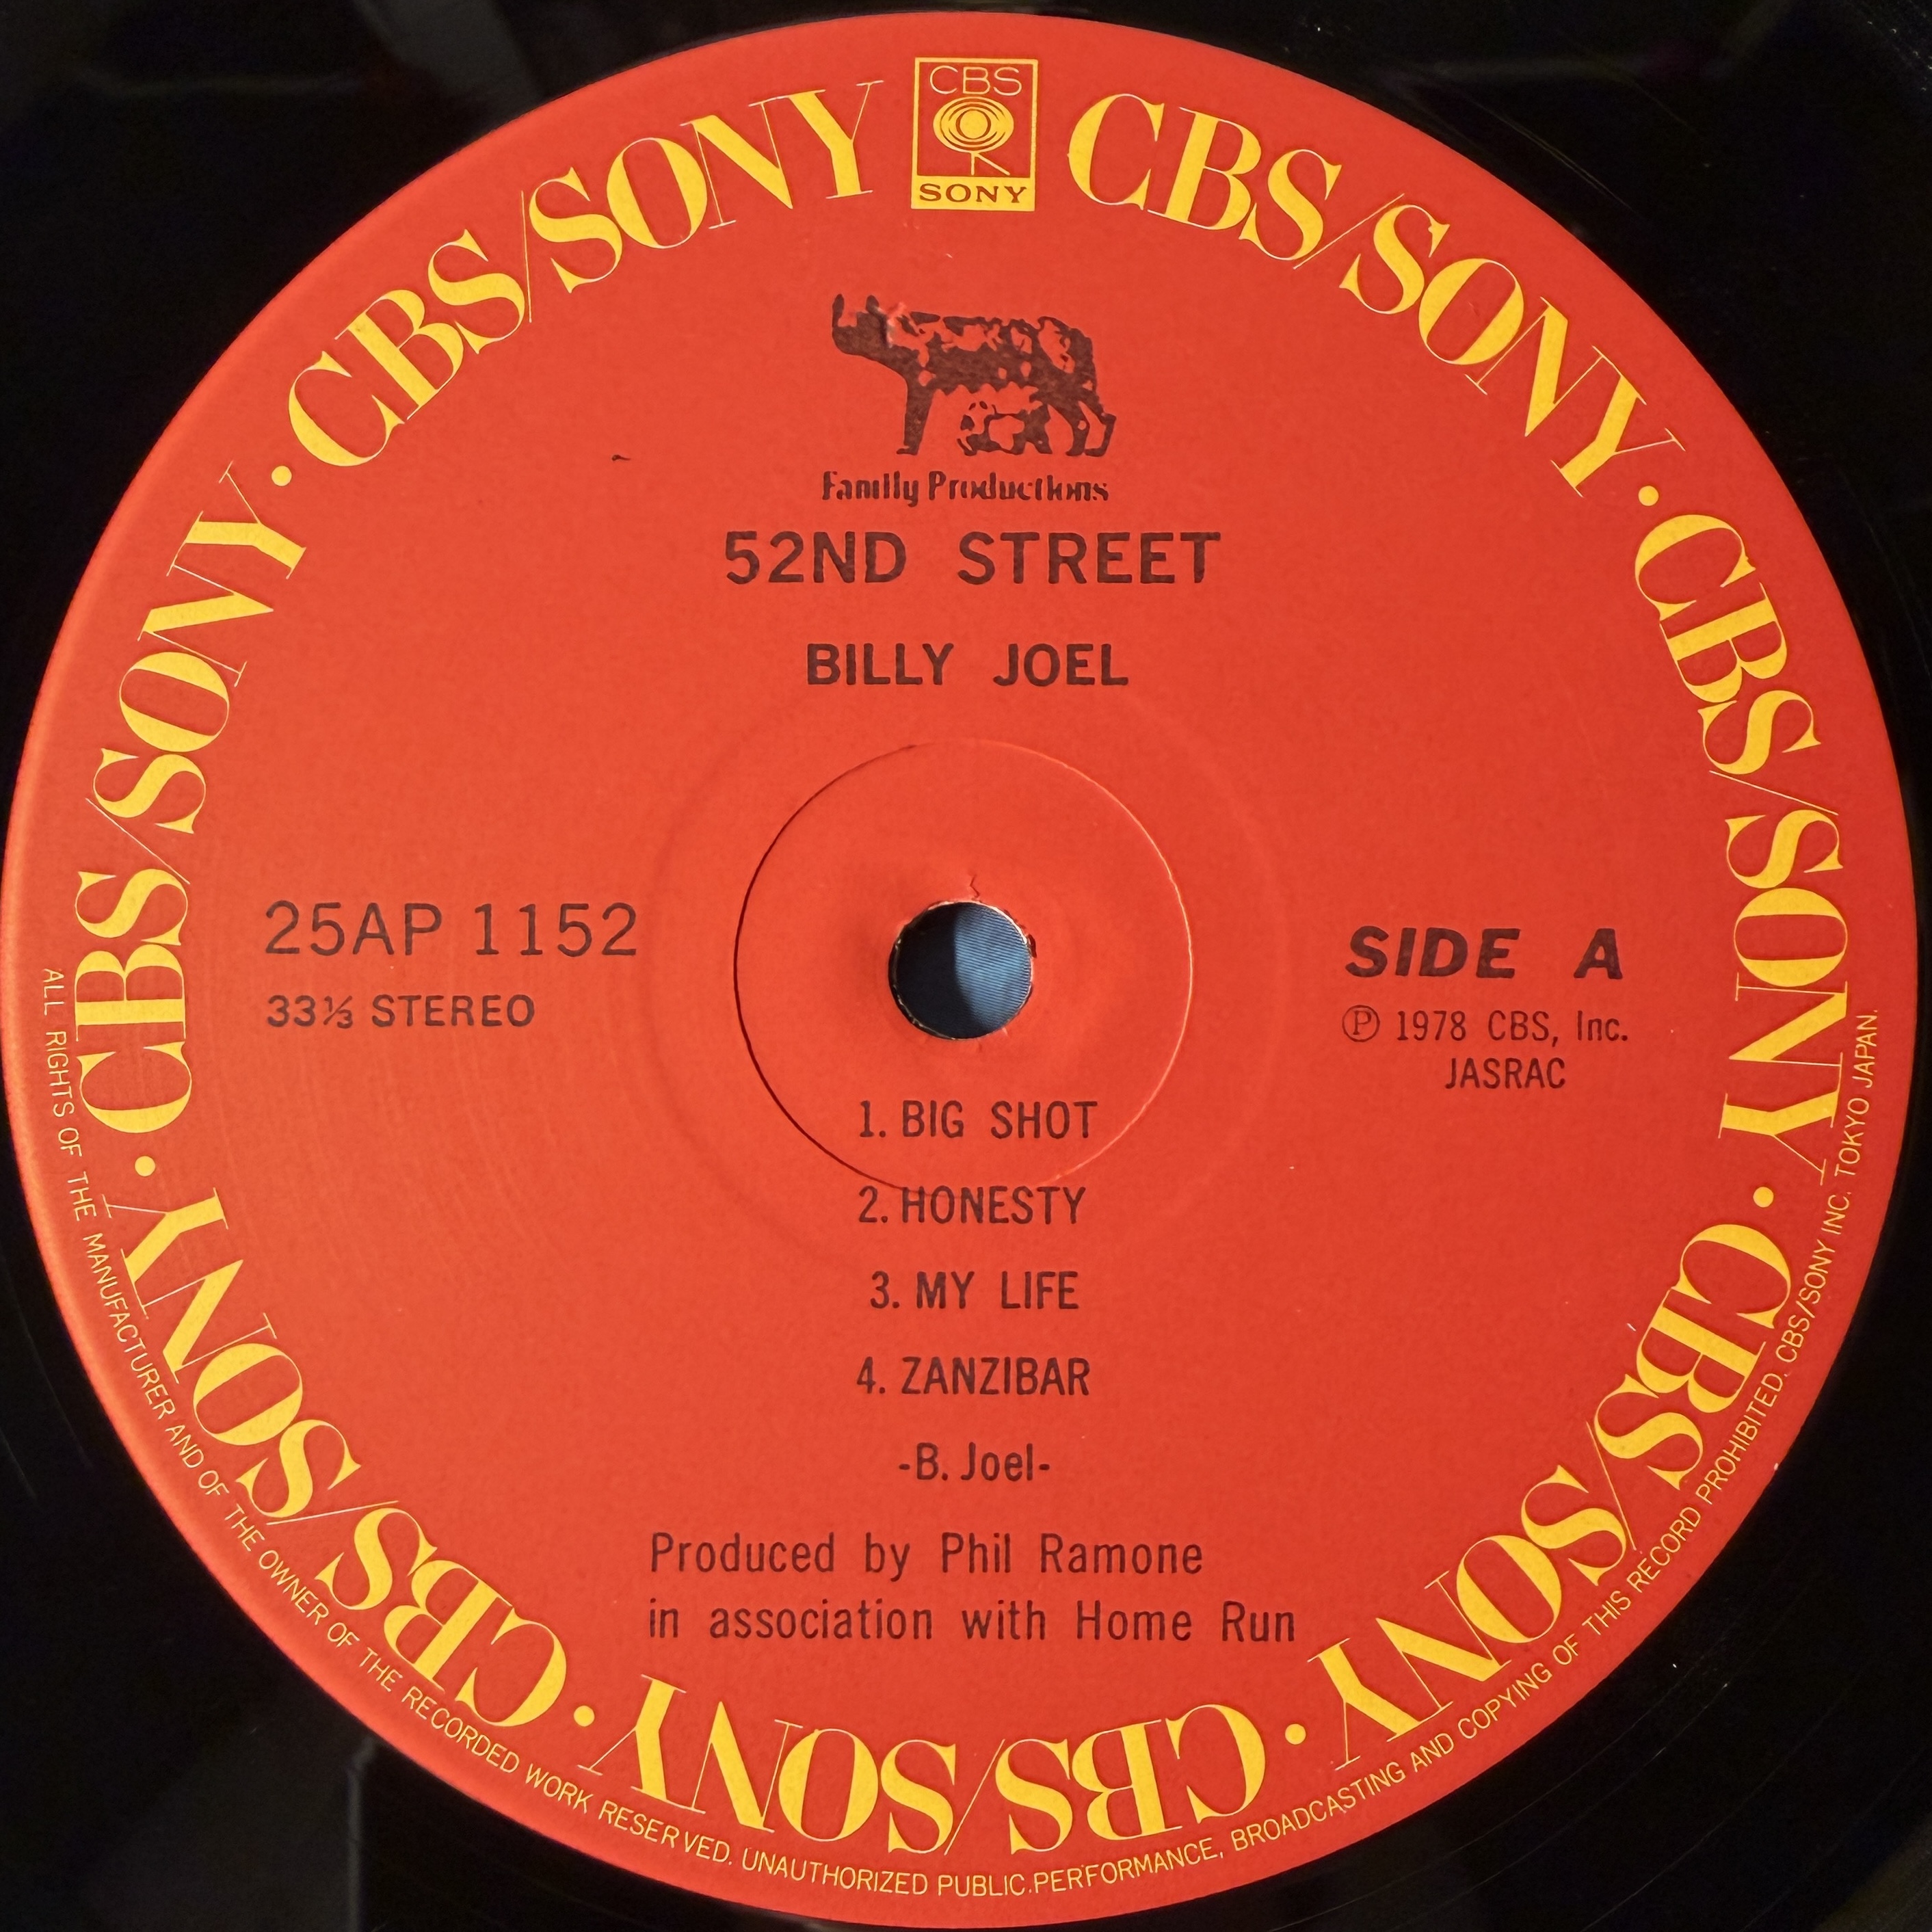 CBS
SONY
CBS/SONY · CBS/SONY · CBS/SONY · CBS/SONY · CBS/SONY · CBS/SONY · CBS/SONY
Family Productions
52ND STREET
BILLY JOEL
25AP 1152
33⅓ STEREO
SIDE A
Ⓟ 1978 CBS, Inc.
JASRAC
1. BIG SHOT
2. HONESTY
3. MY LIFE
4. ZANZIBAR
-B. Joel-
Produced by Phil Ramone
in association with Home Run
ALL RIGHTS OF THE MANUFACTURER AND OF THE OWNER OF THE RECORDED WORK RESERVED. UNAUTHORIZED PUBLIC.PERFORMANCE, BROADCASTING AND COPYING OF THIS RECORD PROHIBITED. CBS/SONY INC. TOKYO JAPAN.